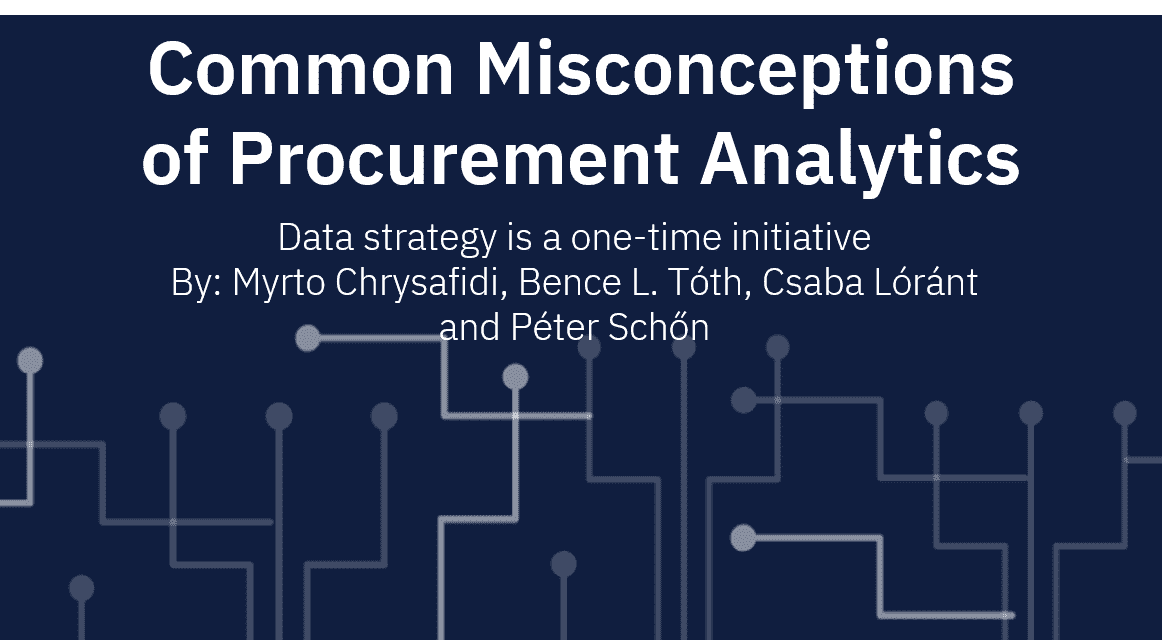 Common Misconceptions
of Procurement Analytics
Data strategy is a one-time initiative
By: Myrto Chrysafidi, Bence L. Tóth, Csaba Lóránt
and Péter Schőn